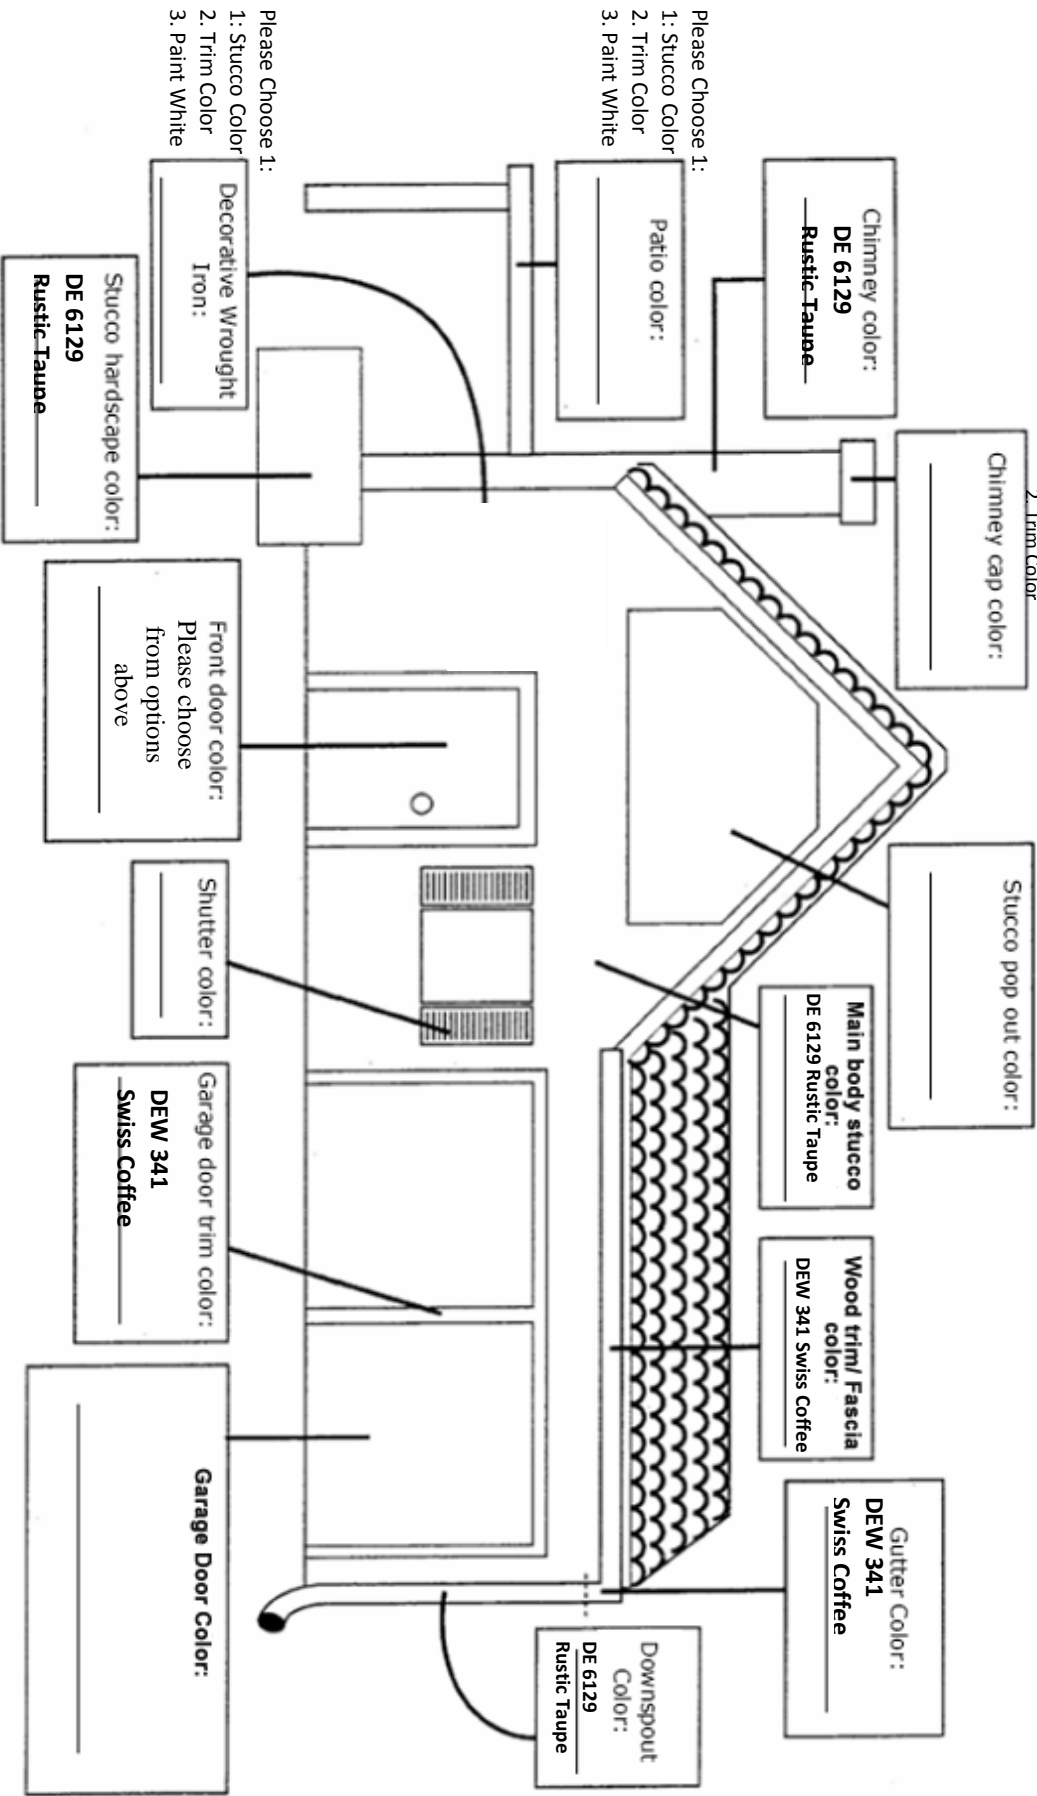 2. Trim Color
Chimney cap color:
Stucco pop out color:
Chimney color:
DE 6129
Rustic Taupe
Main body stucco
color:
DE 6129 Rustic Taupe
Wood trim/ Fascia
color:
DEW 341 Swiss Coffee
Gutter Color:
DEW 341
Swiss Coffee
Please Choose 1:
1: Stucco Color
2. Trim Color
3. Paint White
Patio color:
Downspout
Color:
DE 6129
Rustic Taupe
Please Choose 1:
1: Stucco Color
2. Trim Color
3. Paint White
Decorative Wrought
Iron:
Stucco hardscape color:
DE 6129
Rustic Taupe
Front door color:
Please choose
from options
above
Shutter color:
Garage door trim color:
DEW 341
Swiss Coffee
Garage Door Color: